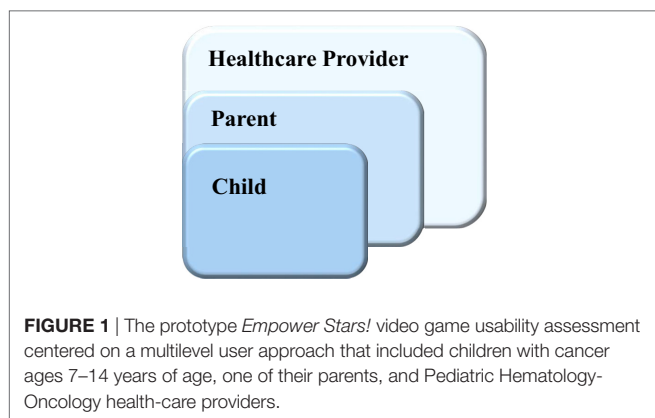 Healthcare Provider
Parent
Child
FIGURE 1 | The prototype Empower Stars! video game usability assessment
centered on a multilevel user approach that included children with cancer
ages 7–14 years of age, one of their parents, and Pediatric Hematology-
Oncology health-care providers.